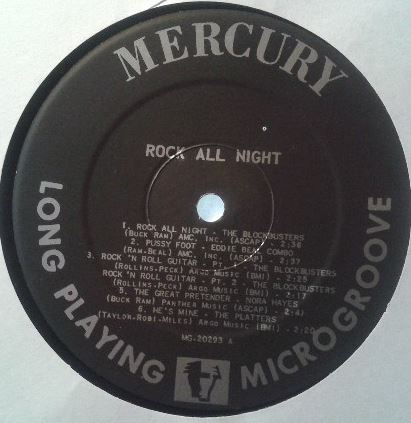 MERCURY
ROCK ALL NIGHT
1. ROCK ALL NIGHT - THE BLOCKBUSTERS
(BUCK RAM) AMC, INC. (ASCAP) - 2:36
2. PUSSY FOOT - EDDIE BEAL COMBO
(RAM-BEAL) AMC, INC. (ASCAP) - 2:37
3. ROCK 'N ROLL GUITAR - PT. 1 - THE BLOCKBUSTERS
(ROLLINS-PECK) ARGO MUSIC (BMI) - 2:25
ROCK 'N ROLL GUITAR - PT. 2 - THE BLOCKBUSTERS
(ROLLINS-PECK) ARGO MUSIC (BMI) - 2:17
5. THE GREAT PRETENDER - NORA HAYES
(BUCK RAM) PANTHER MUSIC (ASCAP) - 2:47
6. HE'S MINE - THE PLATTERS
(TAYLOR-ROBI-MILES) ARGO MUSIC (BMI) - 2:20
MG-20293 A
LONG PLAYING MICROGROOVE